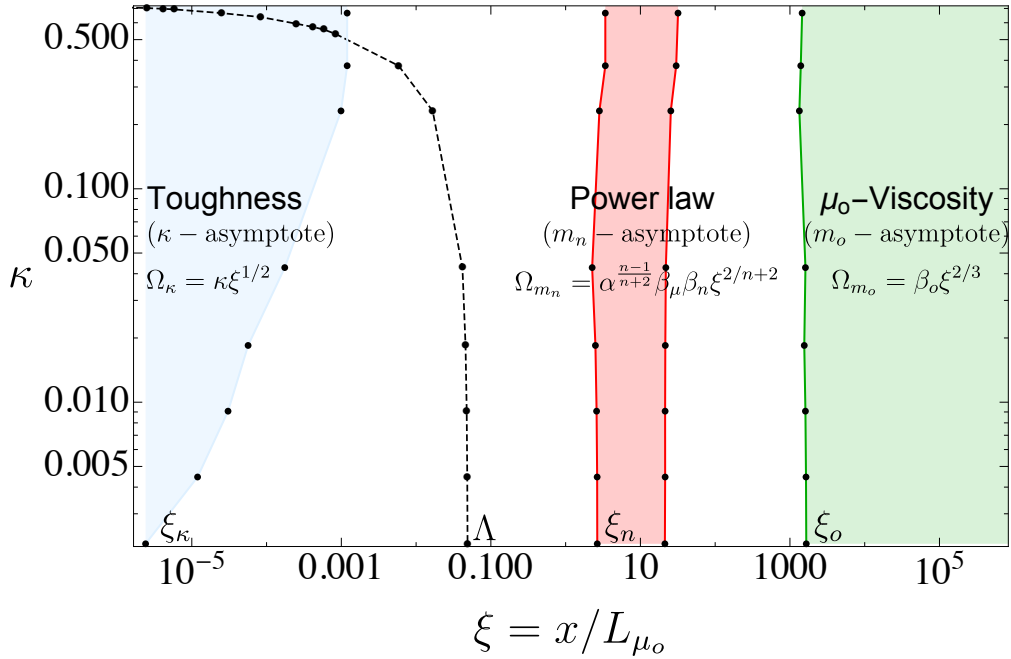 0.500
0.100
0.050
0.010
0.005
κ
Toughness
(κ − asymptote)
Ω_κ = κξ^{1/2}
Power law
(m_n − asymptote)
Ω_{m_n} = α^{\frac{n-1}{n+2}} β_μ β_n ξ^{2/n+2}
μ_o−Viscosity
(m_o − asymptote)
Ω_{m_o} = β_o ξ^{2/3}
ξ_κ
Λ
ξ_n
ξ_o
10^{-5}
0.001
0.100
10
1000
10^5
ξ = x/L_{μ_o}